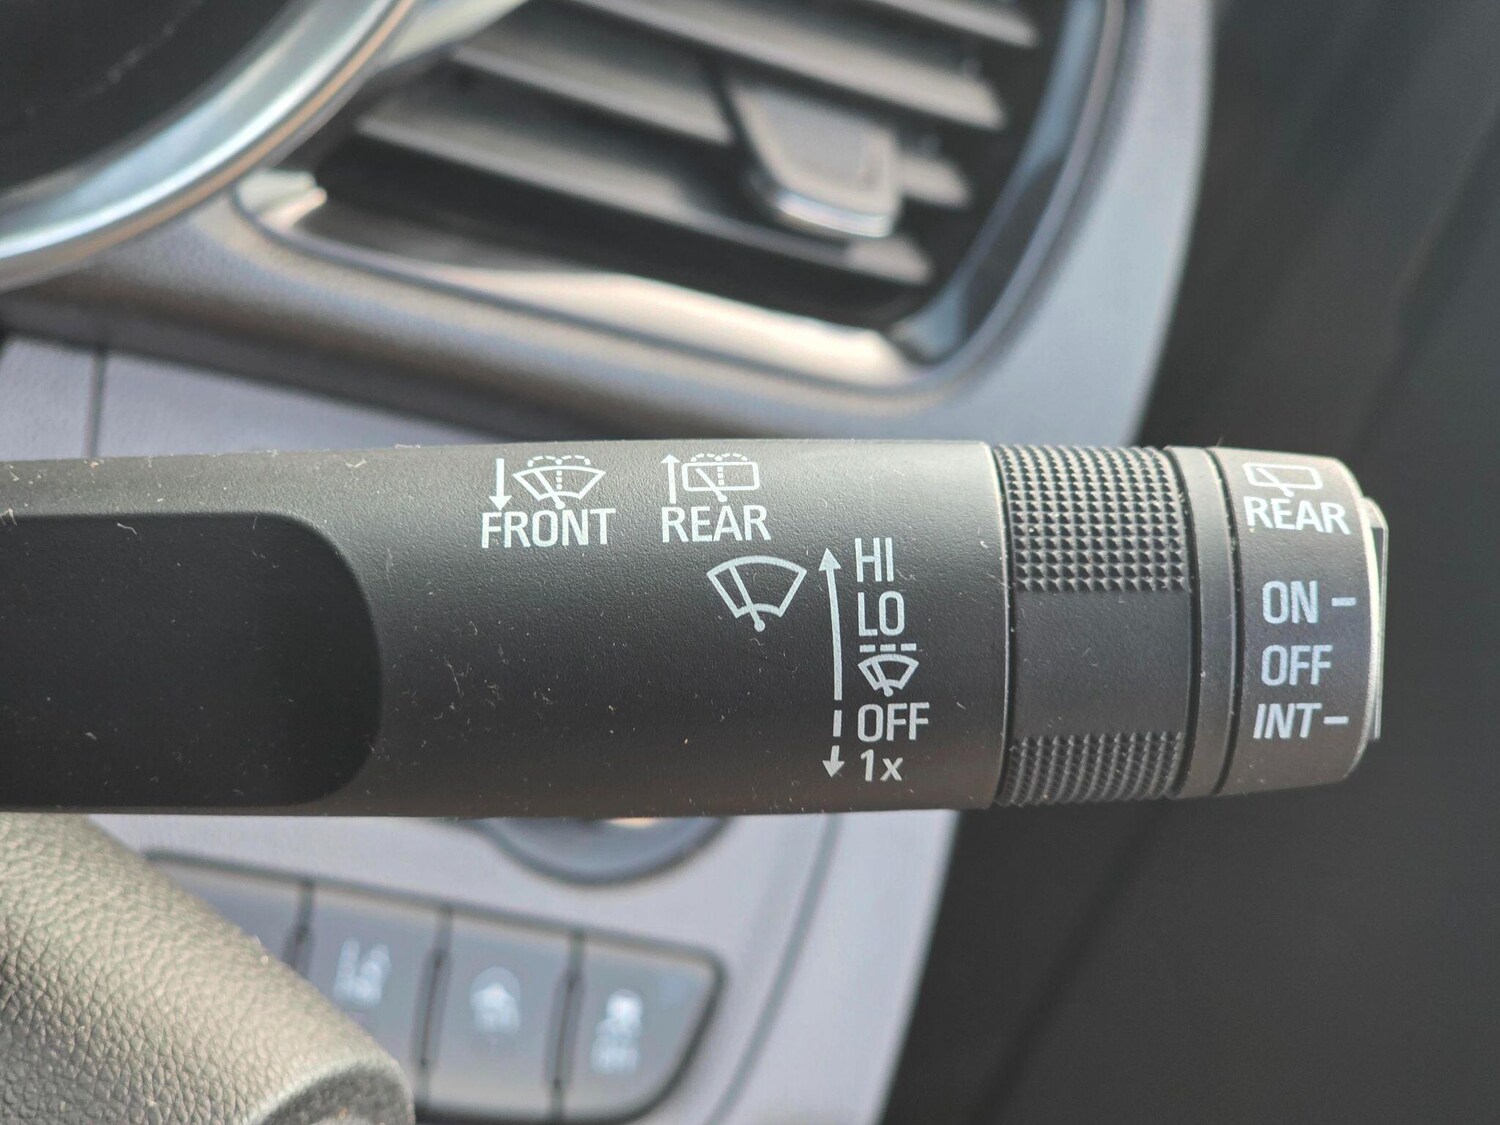 FRONT REAR
HI
LO
OFF
1x
REAR
ON -
OFF
INT -